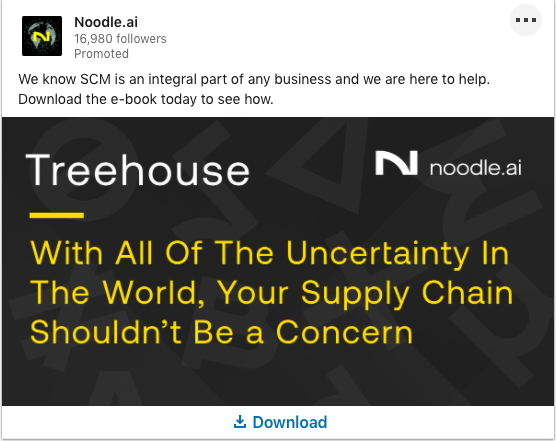 Noodle.ai
16,980 followers
Promoted
We know SCM is an integral part of any business and we are here to help.
Download the e-book today to see how.
Treehouse
noodle.ai
With All Of The Uncertainty In
The World, Your Supply Chain
Shouldn't Be a Concern
Download